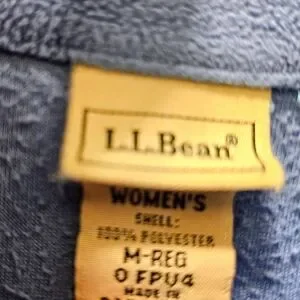 L.L.Bean®
WOMEN'S
SHELL:
100% POLYESTER
M-REG
0 FPU4
MADE IN